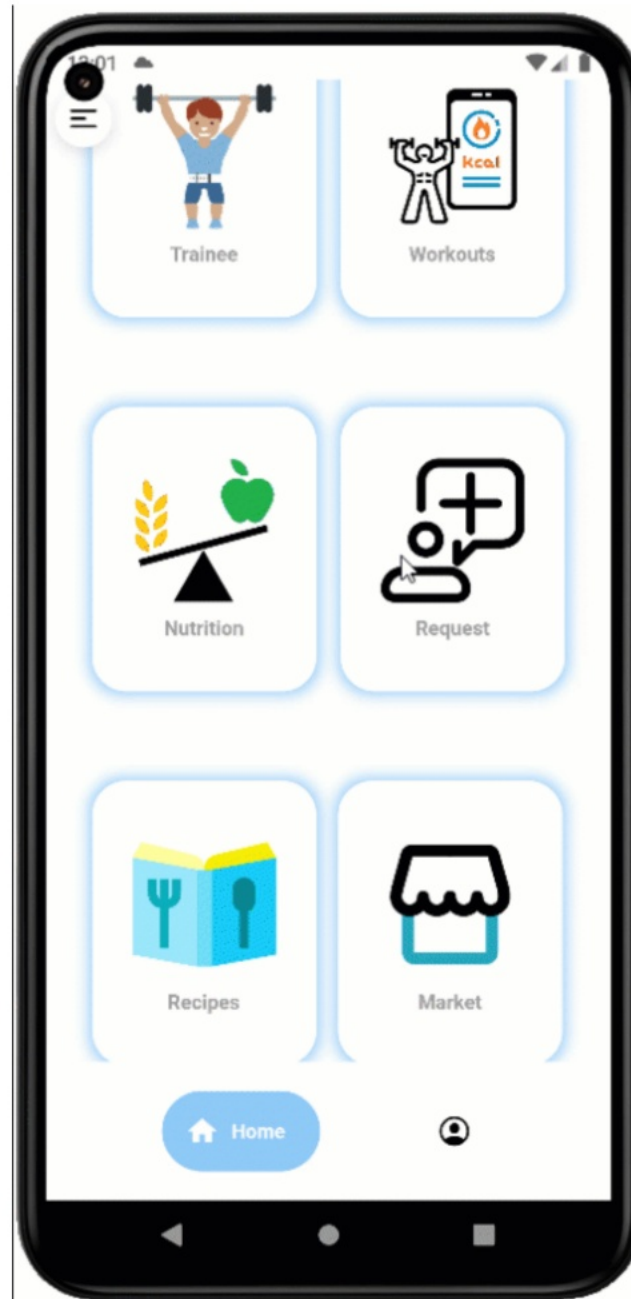 kcal
Trainee
Workouts
Nutrition
Request
Recipes
Market
Home